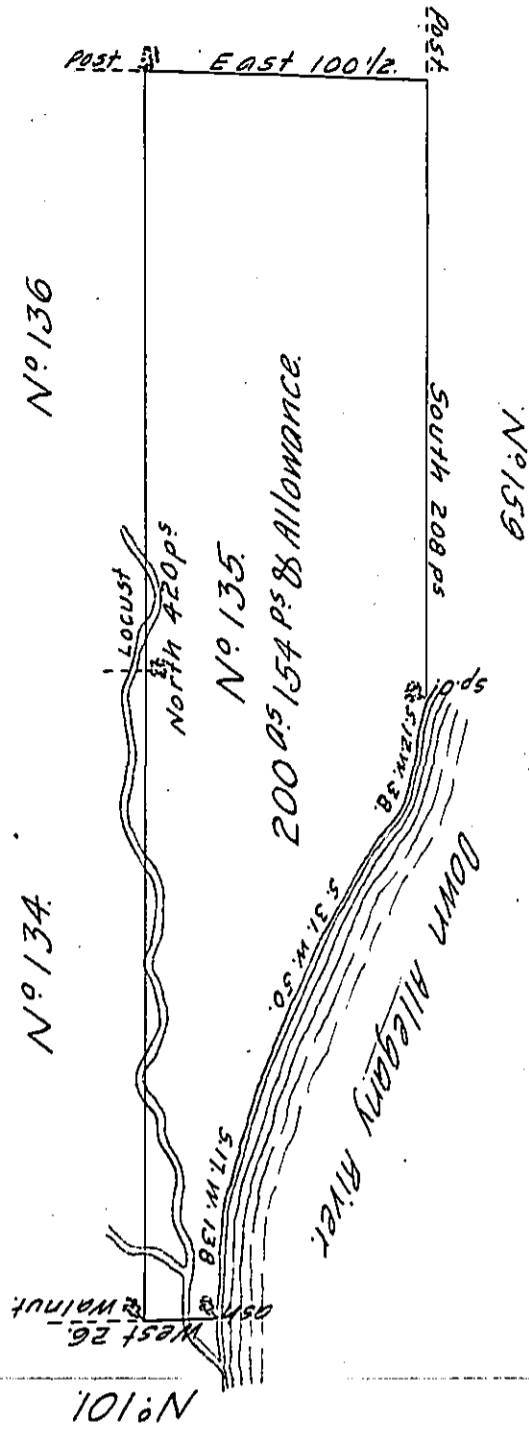 Post
East 100 1/2.
Post.
Nº 136
Nº 159
South 208 ps
Locust
North 420 ps
Nº 135.
200 as 154 ps & Allowance.
Sp. O.
S. 12 W. 38.
S. 31. W. 50.
S. 17. W. 138
Down Allegany River.
Nº 134.
Walnut.
West 26.
ash
Nº 101.